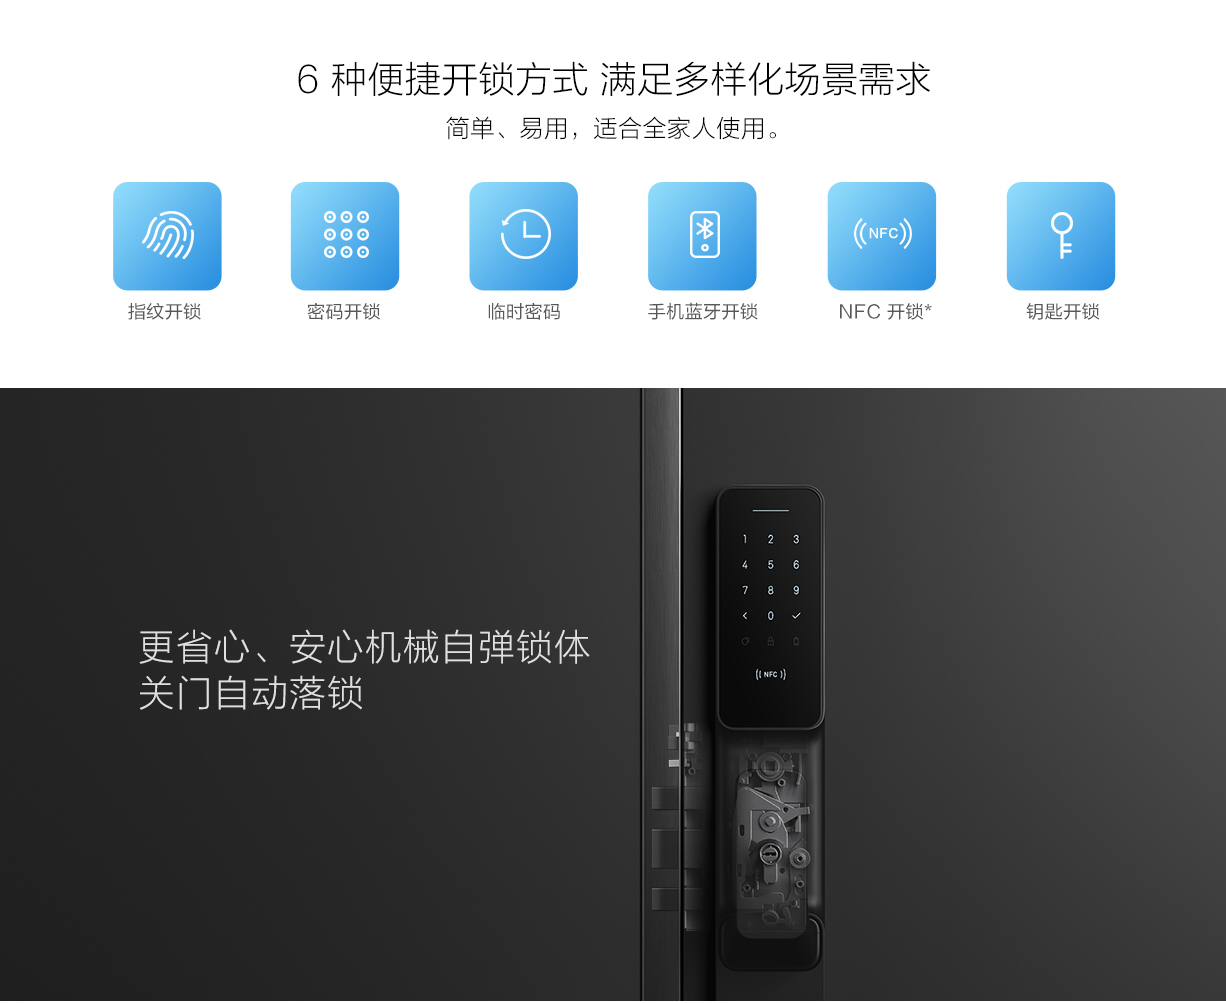 6 种便捷开锁方式 满足多样化场景需求
简单、易用，适合全家人使用。
NFC
指纹开锁
密码开锁
临时密码
手机蓝牙开锁
NFC 开锁*
钥匙开锁
更省心、安心机械自弹锁体
关门自动落锁
1 2 3
4 5 6
7 8 9
0
NFC